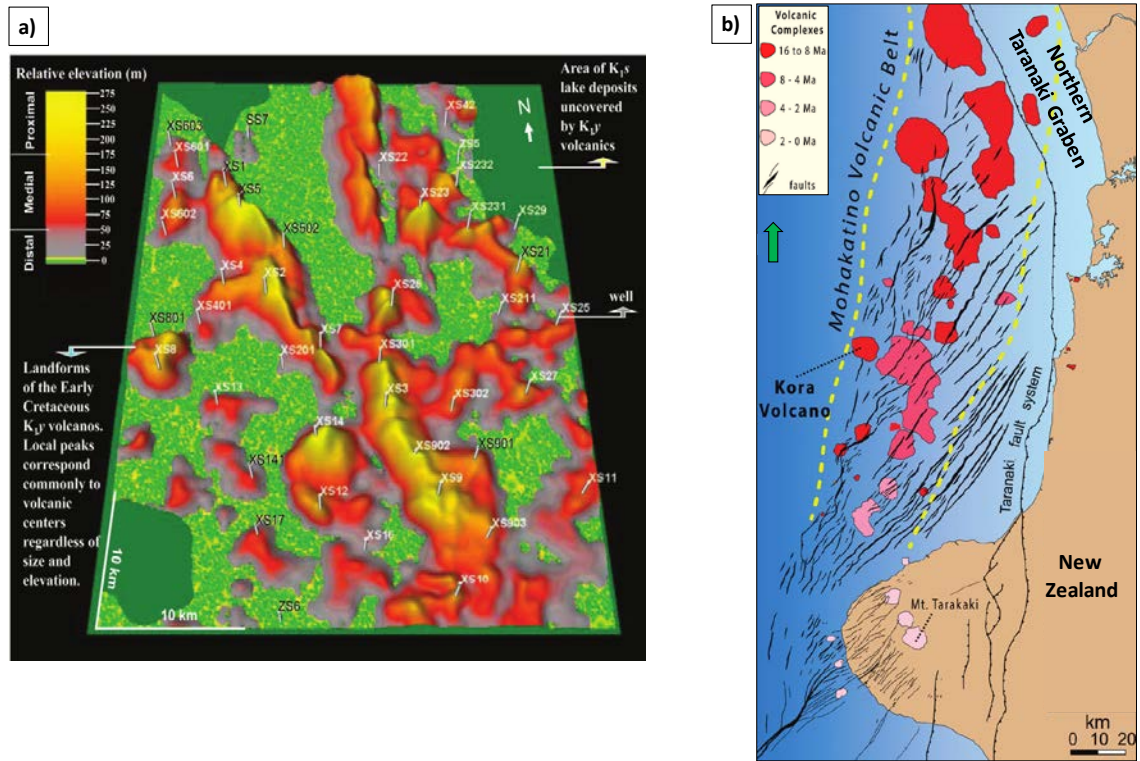 a)
Relative elevation (m)
Proximal
Medial
Distal
275
250
225
200
175
150
125
100
75
50
25
0
Area of K₁s
lake deposits
uncovered
by K₁y
volcanics
N
XS603
SS7
XS42
XS601
XS5
XS1
XS22
XS232
XS6
XS5
XS23
XS602
XS231
XS29
XS502
XS21
XS4
XS2
XS26
XS211
XS25
well
XS401
XS801
XS7
XS8
XS201
XS301
XS27
XS13
XS3
XS302
XS14
XS902
XS901
XS141
XS9
XS11
XS12
XS17
XS903
XS16
XS10
ZS6
Landforms
of the Early
Cretaceous
K₁y volcanos.
Local peaks
correspond
commonly to
volcanic
centers
regardless of
size and
elevation.
10 km
10 km
b)
Volcanic
Complexes
16 to 8 Ma
8 - 4 Ma
4 - 2 Ma
2 - 0 Ma
faults
Mohakatino Volcanic Belt
Northern
Taranaki Graben
Kora
Volcano
Taranaki fault system
New
Zealand
Mt. Tarakaki
km
0 10 20